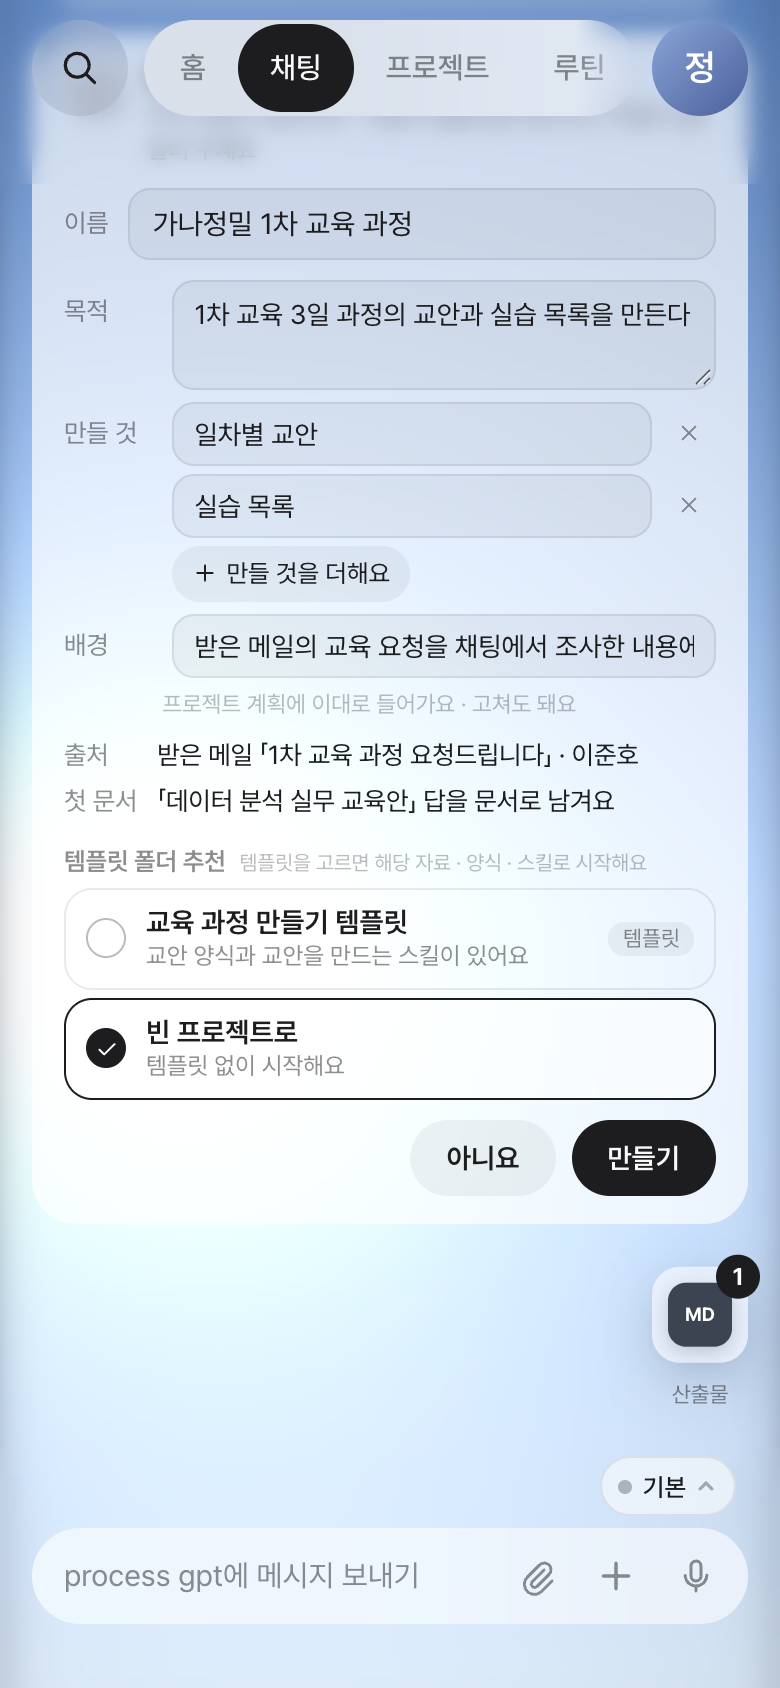 홈
채팅
프로젝트
루틴
정
이름
가나정밀 1차 교육 과정
목적
1차 교육 3일 과정의 교안과 실습 목록을 만든다
만들 것
일차별 교안
실습 목록
+ 만들 것을 더해요
배경
받은 메일의 교육 요청을 채팅에서 조사한 내용에
프로젝트 계획에 이대로 들어가요 · 고쳐도 돼요
출처
받은 메일 「1차 교육 과정 요청드립니다」 · 이준호
첫 문서
「데이터 분석 실무 교육안」 답을 문서로 남겨요
템플릿 폴더 추천 템플릿을 고르면 해당 자료 · 양식 · 스킬로 시작해요
교육 과정 만들기 템플릿
교안 양식과 교안을 만드는 스킬이 있어요
템플릿
빈 프로젝트로
템플릿 없이 시작해요
아니요
만들기
1
MD
산출물
기본
process gpt에 메시지 보내기